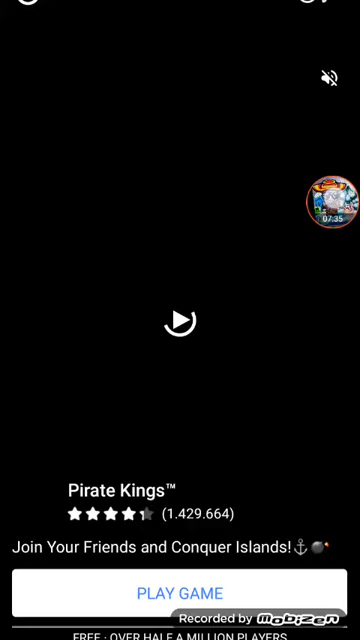 07:35
Pirate Kings™
(1.429.664)
Join Your Friends and Conquer Islands!⚓💣
PLAY GAME
Recorded by mobizen
FREE · OVER HALF A MILLION PLAYERS